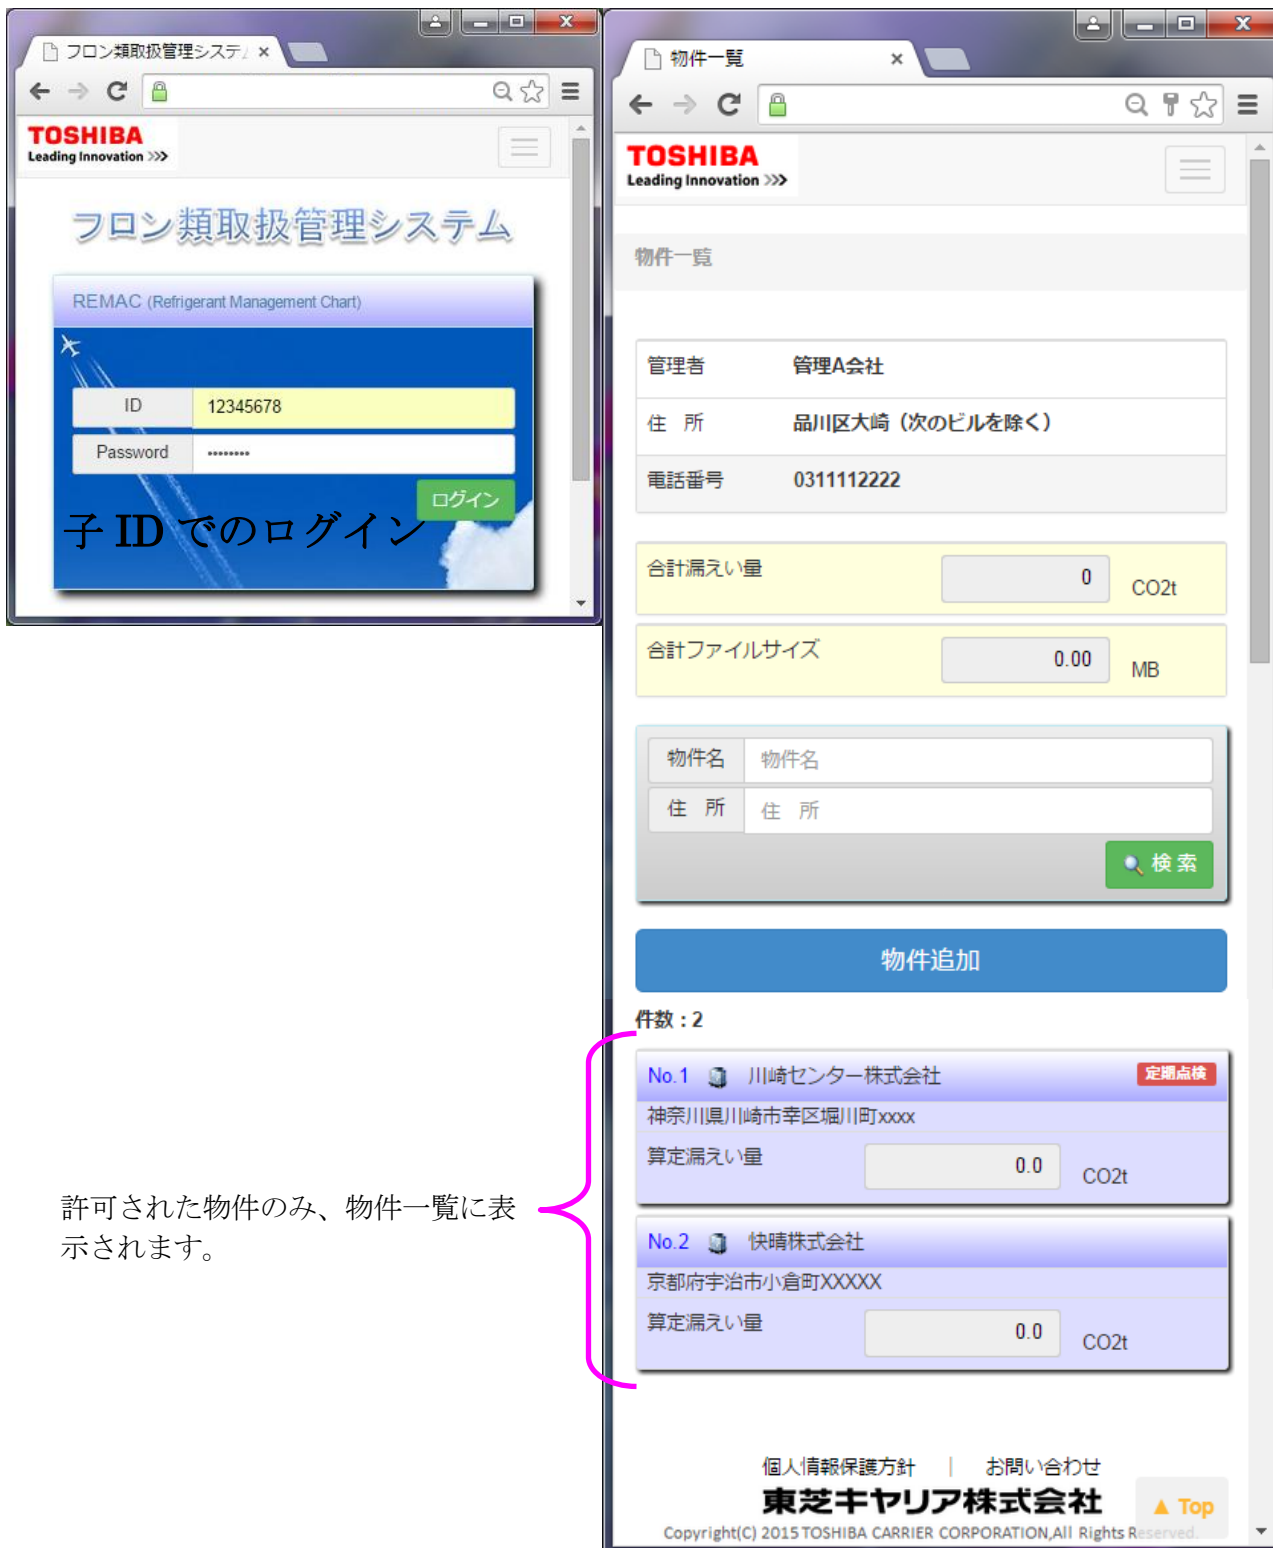 フロン類取扱管理システ
TOSHIBA
Leading Innovation >>>
フロン類取扱管理システム
REMAC (Refrigerant Management Chart)
ID 12345678
Password ••••••••
ログイン
子 ID でのログイン
物件一覧
TOSHIBA
Leading Innovation >>>
物件一覧
管理者 管理A会社
住 所 品川区大崎（次のビルを除く）
電話番号 0311112222
合計漏えい量 0 CO2t
合計ファイルサイズ 0.00 MB
物件名 物件名
住 所 住 所
検 索
物件追加
件数：2
No.1 川崎センター株式会社 定期点検
神奈川県川崎市幸区堀川町xxxx
算定漏えい量 0.0 CO2t
No.2 快晴株式会社
京都府宇治市小倉町XXXXX
算定漏えい量 0.0 CO2t
許可された物件のみ、物件一覧に表
示されます。
個人情報保護方針 | お問い合わせ
東芝キヤリア株式会社
▲ Top
Copyright(C) 2015 TOSHIBA CARRIER CORPORATION,All Rights Reserved.